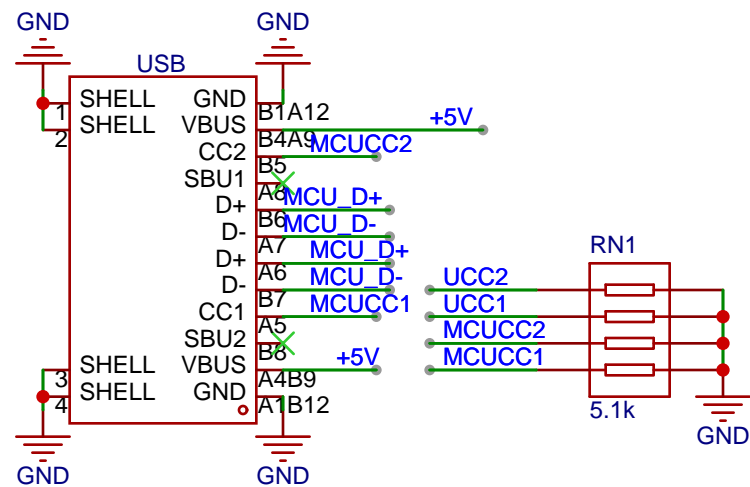 GND
GND
USB
SHELL
GND
1
B1A12
SHELL
VBUS
+5V
2
B4A9
CC2
MCUCC2
B5
SBU1
A8
D+
MCU_D+
B6
D-
MCU_D-
A7
D+
MCU_D+
A6
D-
MCU_D-
B7
CC1
MCUCC1
A5
SBU2
B8
SHELL
VBUS
+5V
3
A4B9
SHELL
GND
4
A1B12
GND
GND
RN1
UCC2
UCC1
MCUCC2
MCUCC1
5.1k
GND